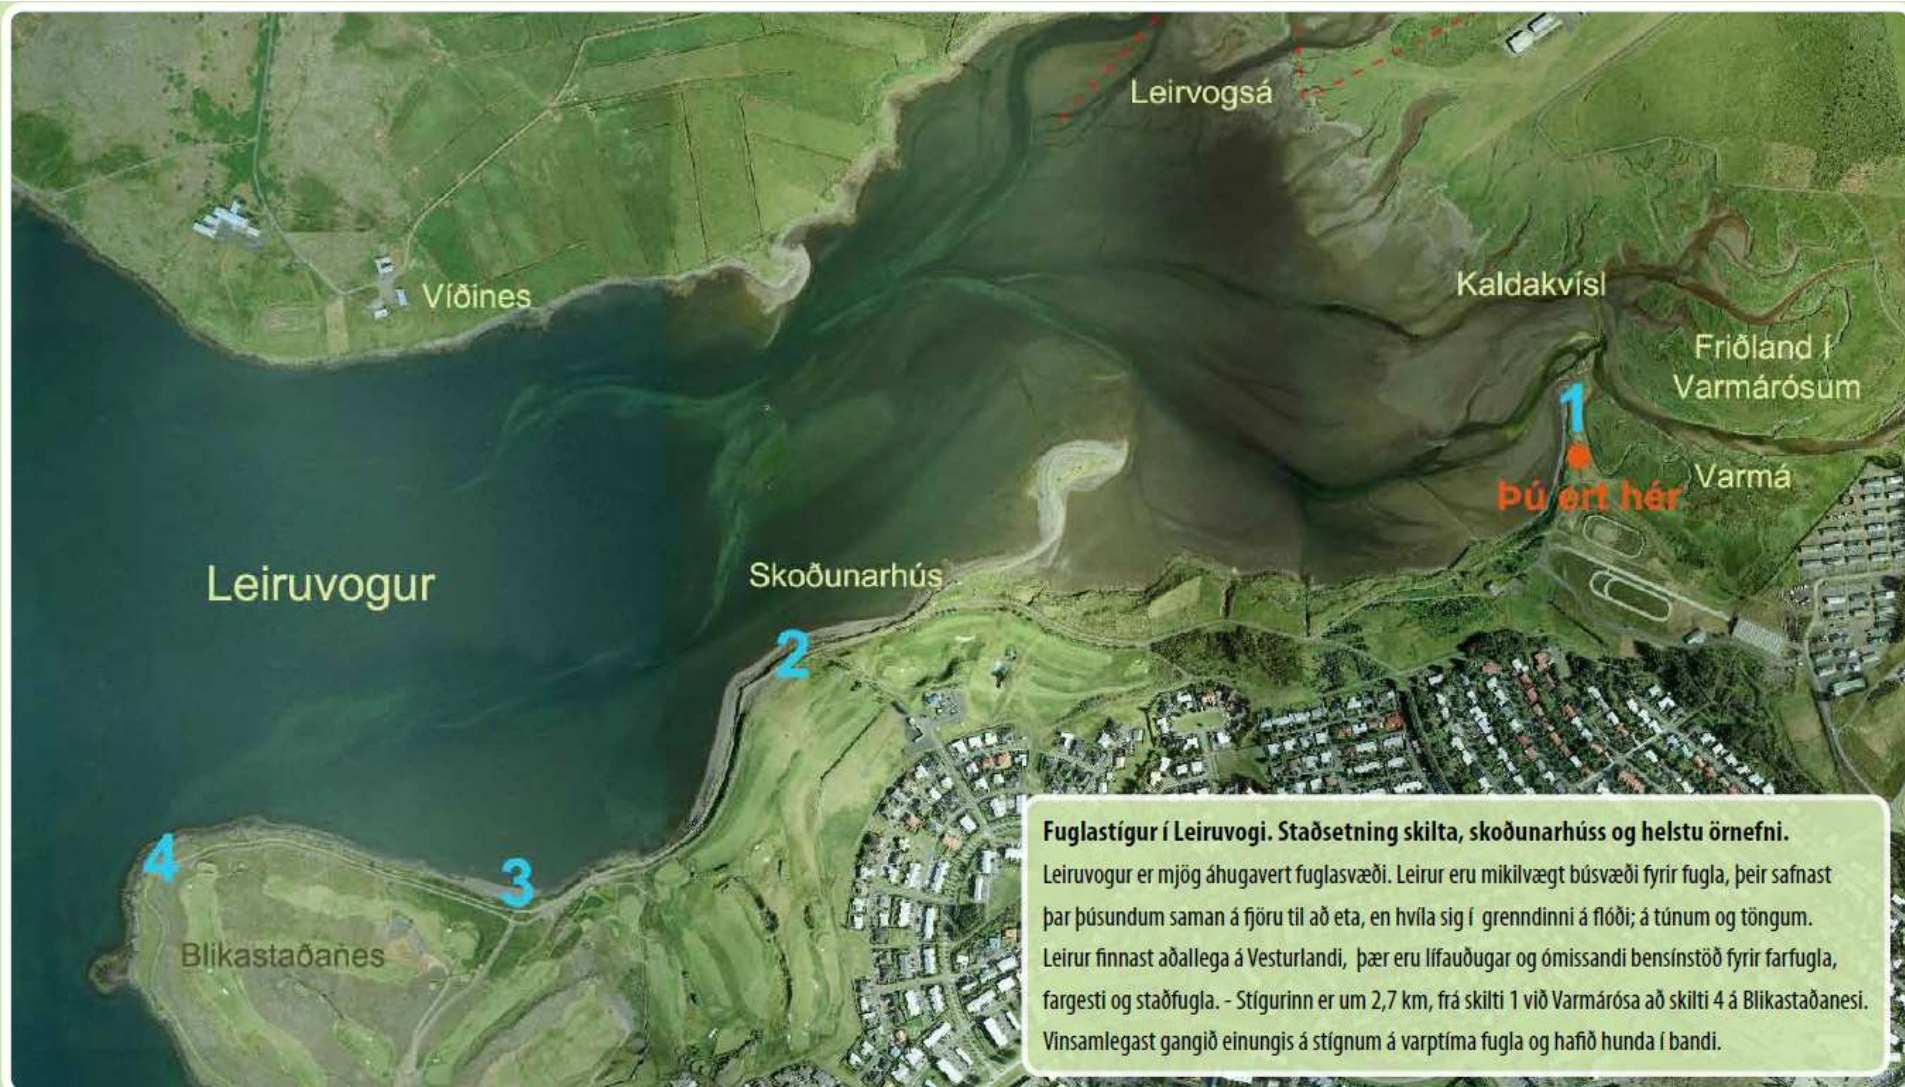 Leirvogsá
Kaldakvísl
Víðines
Friðland í
Varmárósum
1
Varmá
Þú ert hér
Skoðunarhús
Leiruvogur
2
4
3
Blikastaðanes
Fuglastígur í Leiruvogi. Staðsetning skilta, skoðunarhúss og helstu örnefni.
Leiruvogur er mjög áhugavert fuglasvæði. Leirur eru mikilvægt búsvæði fyrir fugla, þeir safnast
þar þúsundum saman á fjöru til að eta, en hvíla sig í grenndinni á flóði; á túnum og töngum.
Leirur finnast aðallega á Vesturlandi, þær eru lífauðugar og ómissandi bensínstöð fyrir farfugla,
fargesti og staðfugla. - Stígurinn er um 2,7 km, frá skilti 1 við Varmárósa að skilti 4 á Blikastaðanesi.
Vinsamlegast gangið einungis á stígnum á varptíma fugla og hafið hunda í bandi.